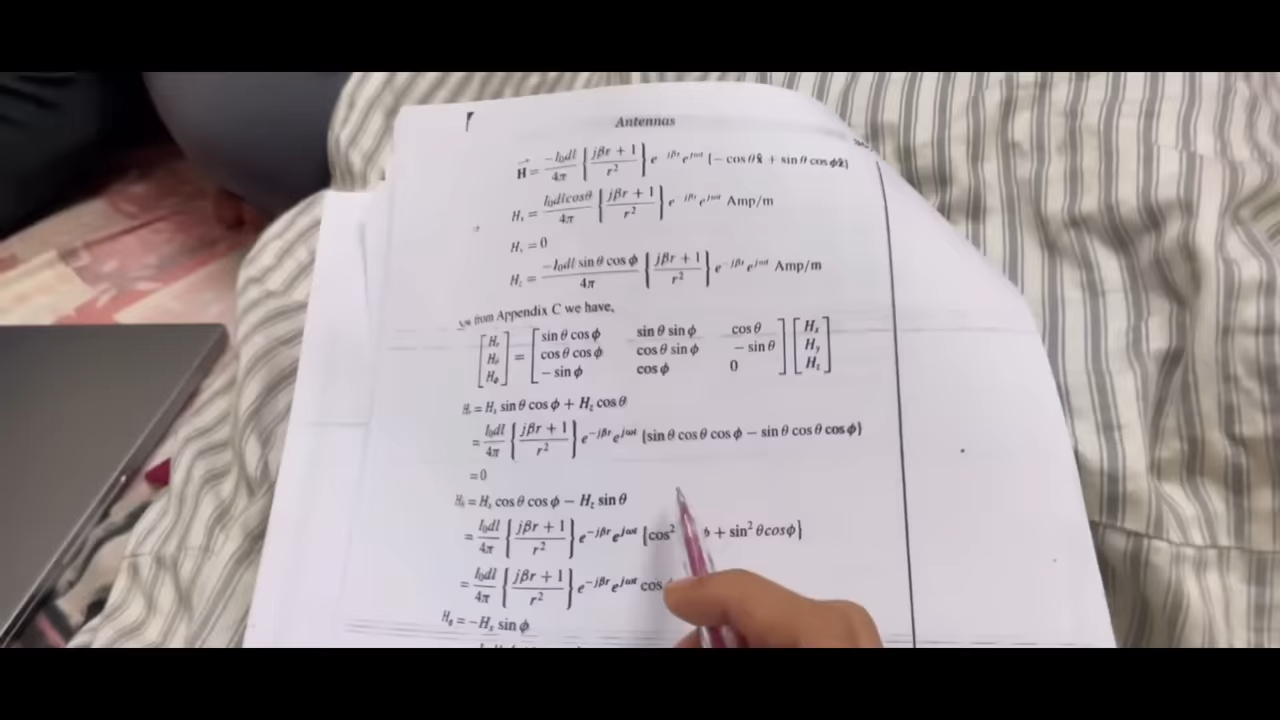 Antennas
H⃗ = −I₀dl/4π {jβr + 1/r²} e^−jβr e^jωt {− cos θx̂ + sin θ cos ϕẑ}
Hₓ = I₀dl cosθ/4π {jβr + 1/r²} e^−jβr e^jωt Amp/m
H_y = 0
H_z = −I₀dl sin θ cos ϕ/4π {jβr + 1/r²} e^−jβr e^jωt Amp/m
from Appendix C we have,
[H_r H_θ H_ϕ] = [sin θ cos ϕ sin θ sin ϕ cos θ
cos θ cos ϕ cos θ sin ϕ − sin θ
− sin ϕ cos ϕ 0] [Hₓ H_y H_z]
H_r = Hₓ sin θ cos ϕ + H_z cos θ
= I₀dl/4π {jβr + 1/r²} e^−jβr e^jωt {sin θ cos θ cos ϕ − sin θ cos θ cos ϕ}
= 0
H_θ = Hₓ cos θ cos ϕ − H_z sin θ
= I₀dl/4π {jβr + 1/r²} e^−jβr e^jωt {cos² ϕ + sin² θcosϕ}
= I₀dl/4π {jβr + 1/r²} e^−jβr e^jωt cos
H_ϕ = −Hₓ sin ϕ